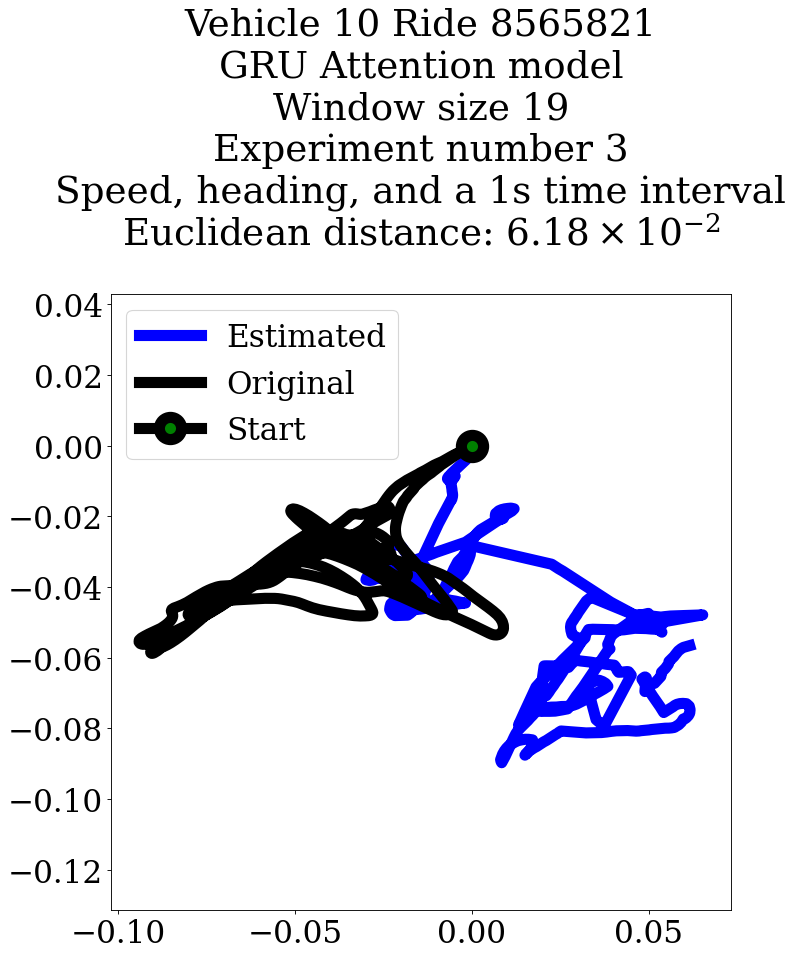 Vehicle 10 Ride 8565821
GRU Attention model
Window size 19
Experiment number 3
Speed, heading, and a 1s time interval
Euclidean distance: 6.18 × 10⁻²
Estimated
Original
Start
0.04
0.02
0.00
−0.02
−0.04
−0.06
−0.08
−0.10
−0.12
−0.10 −0.05 0.00 0.05